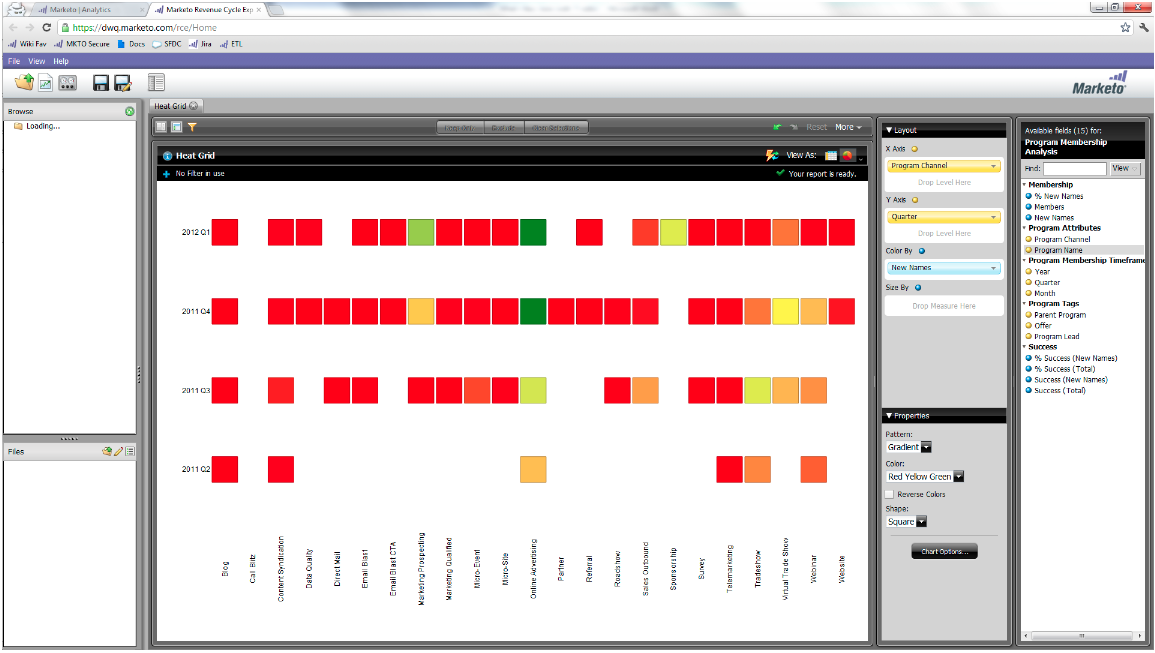 Marketo | Analytics
Marketo Revenue Cycle Exp
https://dwq.marketo.com/rce/Home
Wiki Fav MKTO Secure Docs SFDC Jira ETL
File View Help
Marketo
Browse
Loading...
Files
Heat Grid
Reset More
Heat Grid
View As:
No Filter in use
Your report is ready.
2012 Q1
2011 Q4
2011 Q3
2011 Q2
Blog
Call Blitz
Content Syndication
Data Quality
Direct Mail
Email Blast
Email Blast CTA
Marketing Prospecting
Marketing Qualified
Micro-Event
Micro-Site
Online Advertising
Partner
Referral
Roadshow
Sales Outbound
Sponsorship
Survey
Telemarketing
Tradeshow
Virtual Trade Show
Webinar
Website
Layout
X Axis
Program Channel
Drop Level Here
Y Axis
Quarter
Drop Level Here
Color By
New Names
Size By
Drop Measure Here
Properties
Pattern:
Gradient
Color:
Red Yellow Green
Reverse Colors
Shape:
Square
Chart Options...
Available fields (15) for:
Program Membership
Analysis
Find: View
Membership
% New Names
Members
New Names
Program Attributes
Program Channel
Program Name
Program Membership Timeframe
Year
Quarter
Month
Program Tags
Parent Program
Offer
Program Lead
Success
% Success (New Names)
% Success (Total)
Success (New Names)
Success (Total)